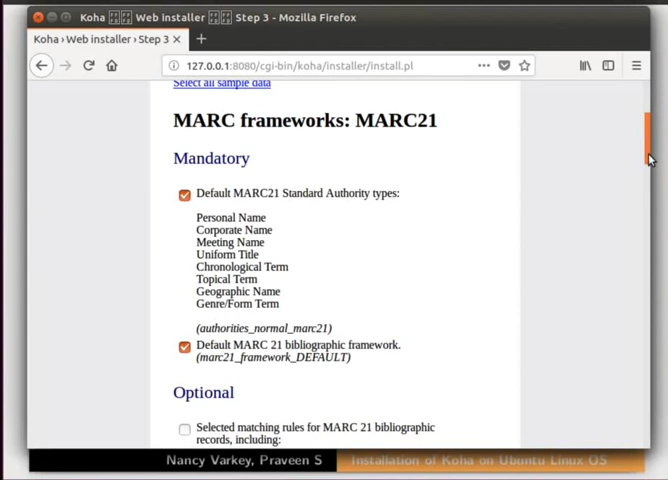 Koha Web installer Step 3 - Mozilla Firefox
Koha › Web installer › Step 3
127.0.0.1:8080/cgi-bin/koha/installer/install.pl
Select all sample data
MARC frameworks: MARC21
Mandatory
Default MARC21 Standard Authority types:
Personal Name
Corporate Name
Meeting Name
Uniform Title
Chronological Term
Topical Term
Geographic Name
Genre/Form Term
(authorities_normal_marc21)
Default MARC 21 bibliographic framework.
(marc21_framework_DEFAULT)
Optional
Selected matching rules for MARC 21 bibliographic
records, including:
Nancy Varkey, Praveen S
Installation of Koha on Ubuntu Linux OS